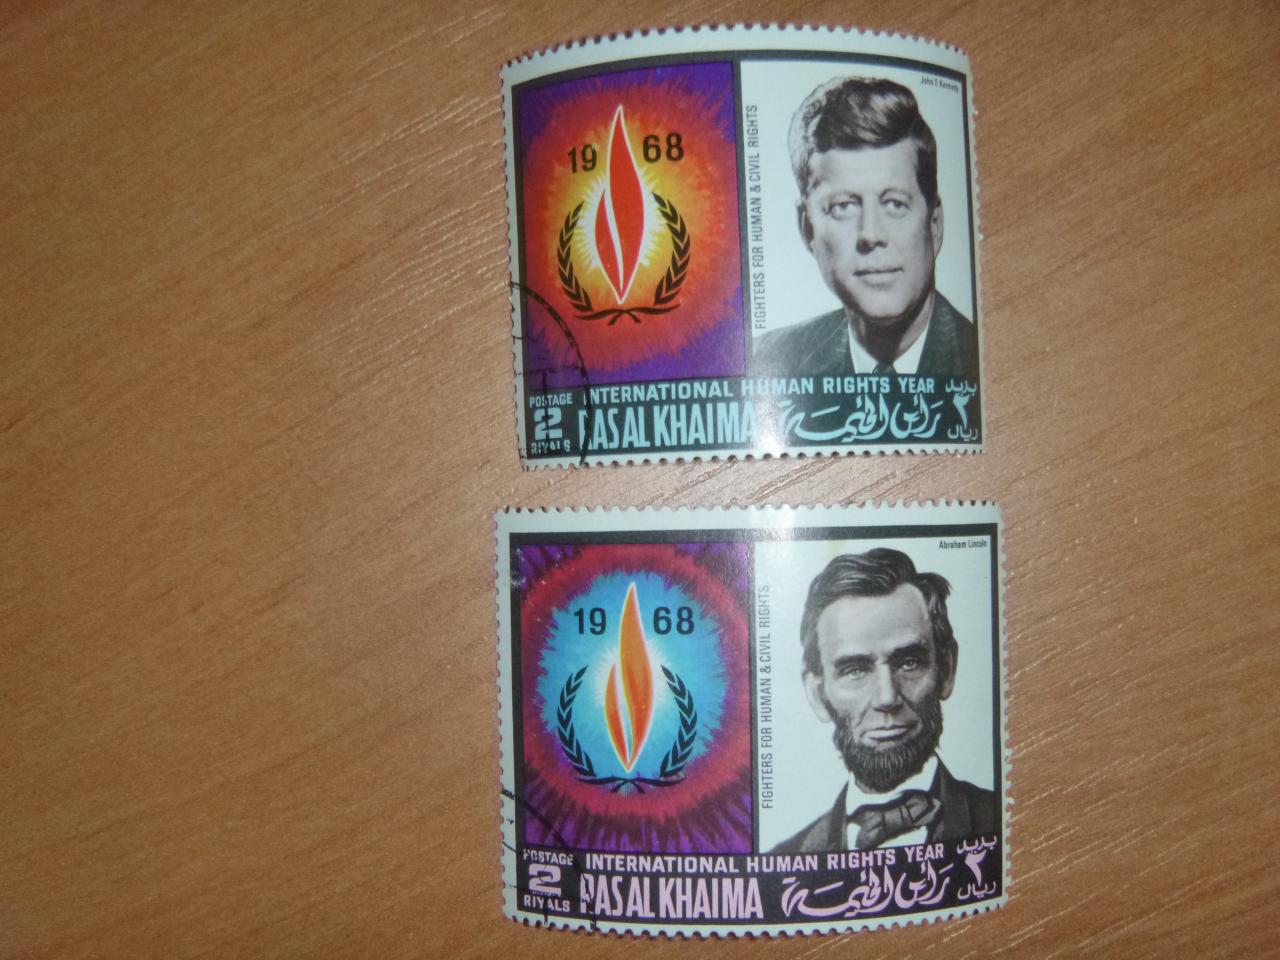 John F. Kennedy
19 68
FIGHTERS FOR HUMAN & CIVIL RIGHTS
POSTAGE INTERNATIONAL HUMAN RIGHTS YEAR بريد
2 RAS AL KHAIMA رأس الخيمة ٢
RIYALS ريال
Abraham Lincoln
19 68
FIGHTERS FOR HUMAN & CIVIL RIGHTS
POSTAGE INTERNATIONAL HUMAN RIGHTS YEAR بريد
2 RAS AL KHAIMA رأس الخيمة ٢
RIYALS ريال